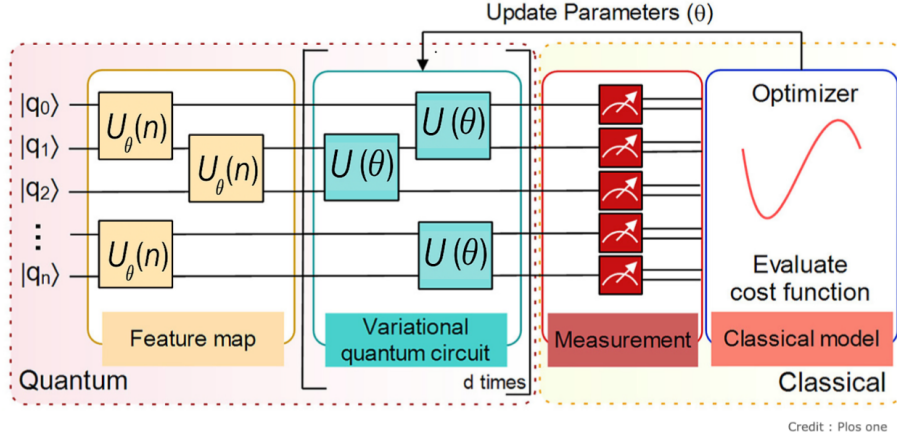 Update Parameters (θ)
|q₀⟩
|q₁⟩
|q₂⟩
⋮
|qₙ⟩
U_θ(n)
U_θ(n)
U_θ(n)
U(θ)
U(θ)
U(θ)
Optimizer
Evaluate
cost function
Feature map
Variational
quantum circuit
Measurement
Classical model
Quantum
d times
Classical
Credit : Plos one